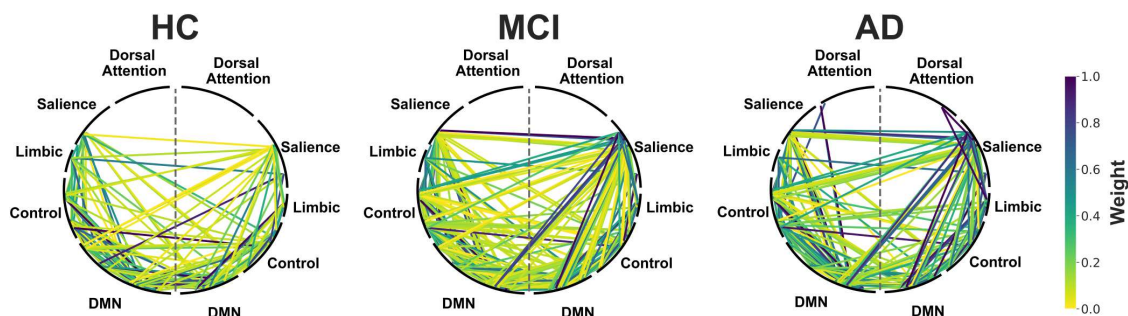 HC
MCI
AD
Dorsal
Attention
Dorsal
Attention
Salience
Salience
Limbic
Limbic
Control
Control
DMN
DMN
Dorsal
Attention
Dorsal
Attention
Salience
Salience
Limbic
Limbic
Control
Control
DMN
DMN
Dorsal
Attention
Dorsal
Attention
Salience
Salience
Limbic
Limbic
Control
Control
DMN
DMN
1.0
0.8
0.6
0.4
0.2
0.0
Weight